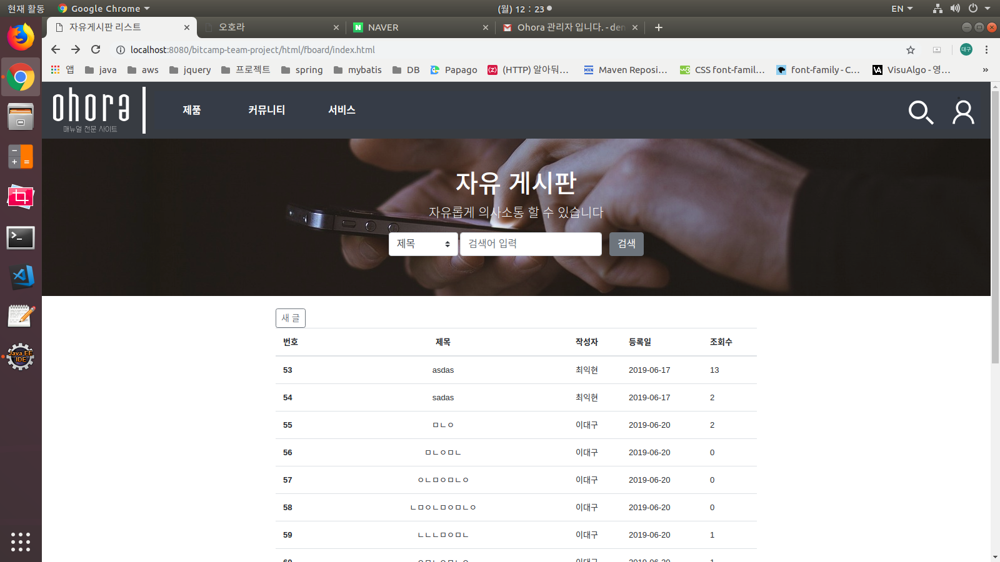 현재 활동 Google Chrome (월) 12 : 23 EN
자유게시판 리스트 오호라 NAVER Ohora 관리자 입니다. - den
localhost:8080/bitcamp-team-project/html/fboard/index.html 대구
앱 java aws jquery 프로젝트 spring mybatis DB Papago (HTTP) 알아둬… Maven Reposi… CSS font-famil… font-family - C… VisuAlgo - 영… »
ohora 제품 커뮤니티 서비스
매뉴얼 전문 사이트
자유 게시판
자유롭게 의사소통 할 수 있습니다
제목 검색어 입력 검색
새 글
번호 제목 작성자 등록일 조회수
53 asdas 최익현 2019-06-17 13
54 sadas 최익현 2019-06-17 2
55 ㅁㄴㅇ 이대구 2019-06-20 2
56 ㅁㄴㅇㅁㄴ 이대구 2019-06-20 0
57 ㅇㄴㅁㅇㅁㄴㅇ 이대구 2019-06-20 0
58 ㄴㅁㅇㄴㅁㅇㅁㄴㅇ 이대구 2019-06-20 0
59 ㄴㄴㄴㅁㅇㅁㄴ 이대구 2019-06-20 1
Java EE
IDE